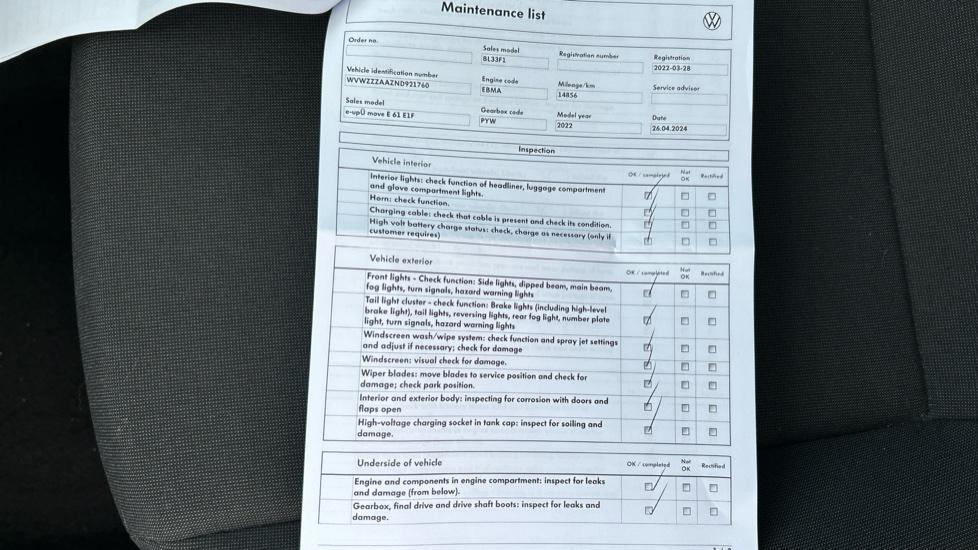 Maintenance list
Order no.
Sales model
BL33F1
Registration number
Registration
2022-03-28
Vehicle identification number
WVWZZZAAZND921760
Engine code
EBMA
Mileage/km
14856
Service advisor
Sales model
e-up!Ü move E 61 E1F
Gearbox code
PYW
Model year
2022
Date
26.04.2024
Inspection
Vehicle interior
OK / completed
Not
OK
Rectified
Interior lights: check function of headliner, luggage compartment
and glove compartment lights.
Horn: check function.
Charging cable: check that cable is present and check its condition.
High volt battery charge status: check, charge as necessary (only if
customer requires)
Vehicle exterior
OK / completed
Not
OK
Rectified
Front lights - Check function: Side lights, dipped beam, main beam,
fog lights, turn signals, hazard warning lights
Tail light cluster - check function: Brake lights (including high-level
brake light), tail lights, reversing lights, rear fog light, number plate
light, turn signals, hazard warning lights
Windscreen wash/wipe system: check function and spray jet settings
and adjust if necessary; check for damage
Windscreen: visual check for damage.
Wiper blades: move blades to service position and check for
damage; check park position.
Interior and exterior body: inspecting for corrosion with doors and
flaps open
High-voltage charging socket in tank cap: inspect for soiling and
damage.
Underside of vehicle
OK / completed
Not
OK
Rectified
Engine and components in engine compartment: inspect for leaks
and damage (from below).
Gearbox, final drive and drive shaft boots: inspect for leaks and
damage.